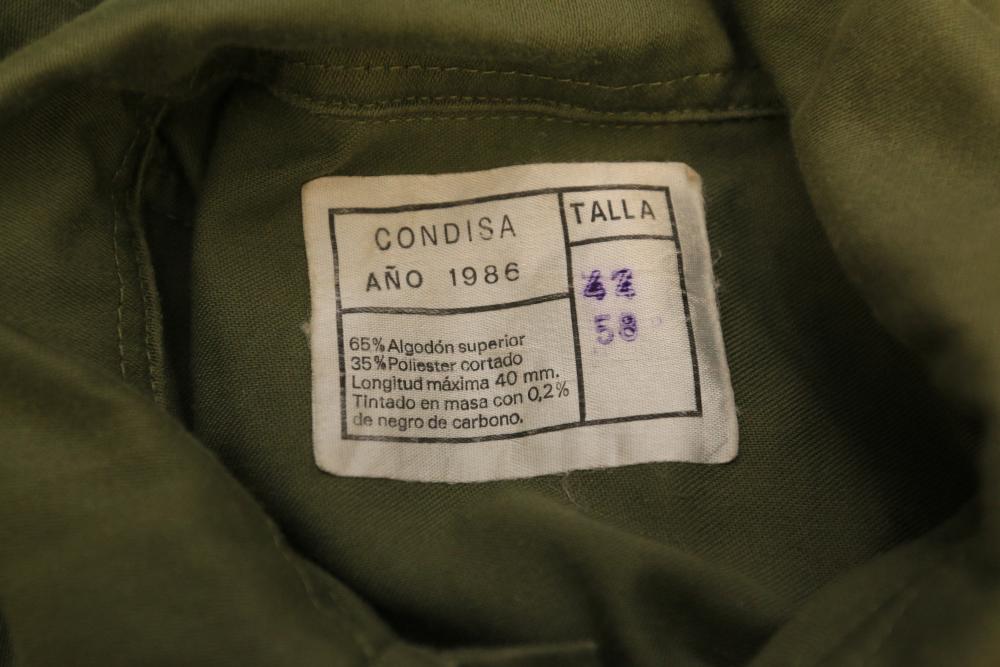 CONDISA
AÑO 1986
65% Algodón superior
35% Poliester cortado
Longitud máxima 40 mm.
Tintado en masa con 0,2%
de negro de carbono.
TALLA
58